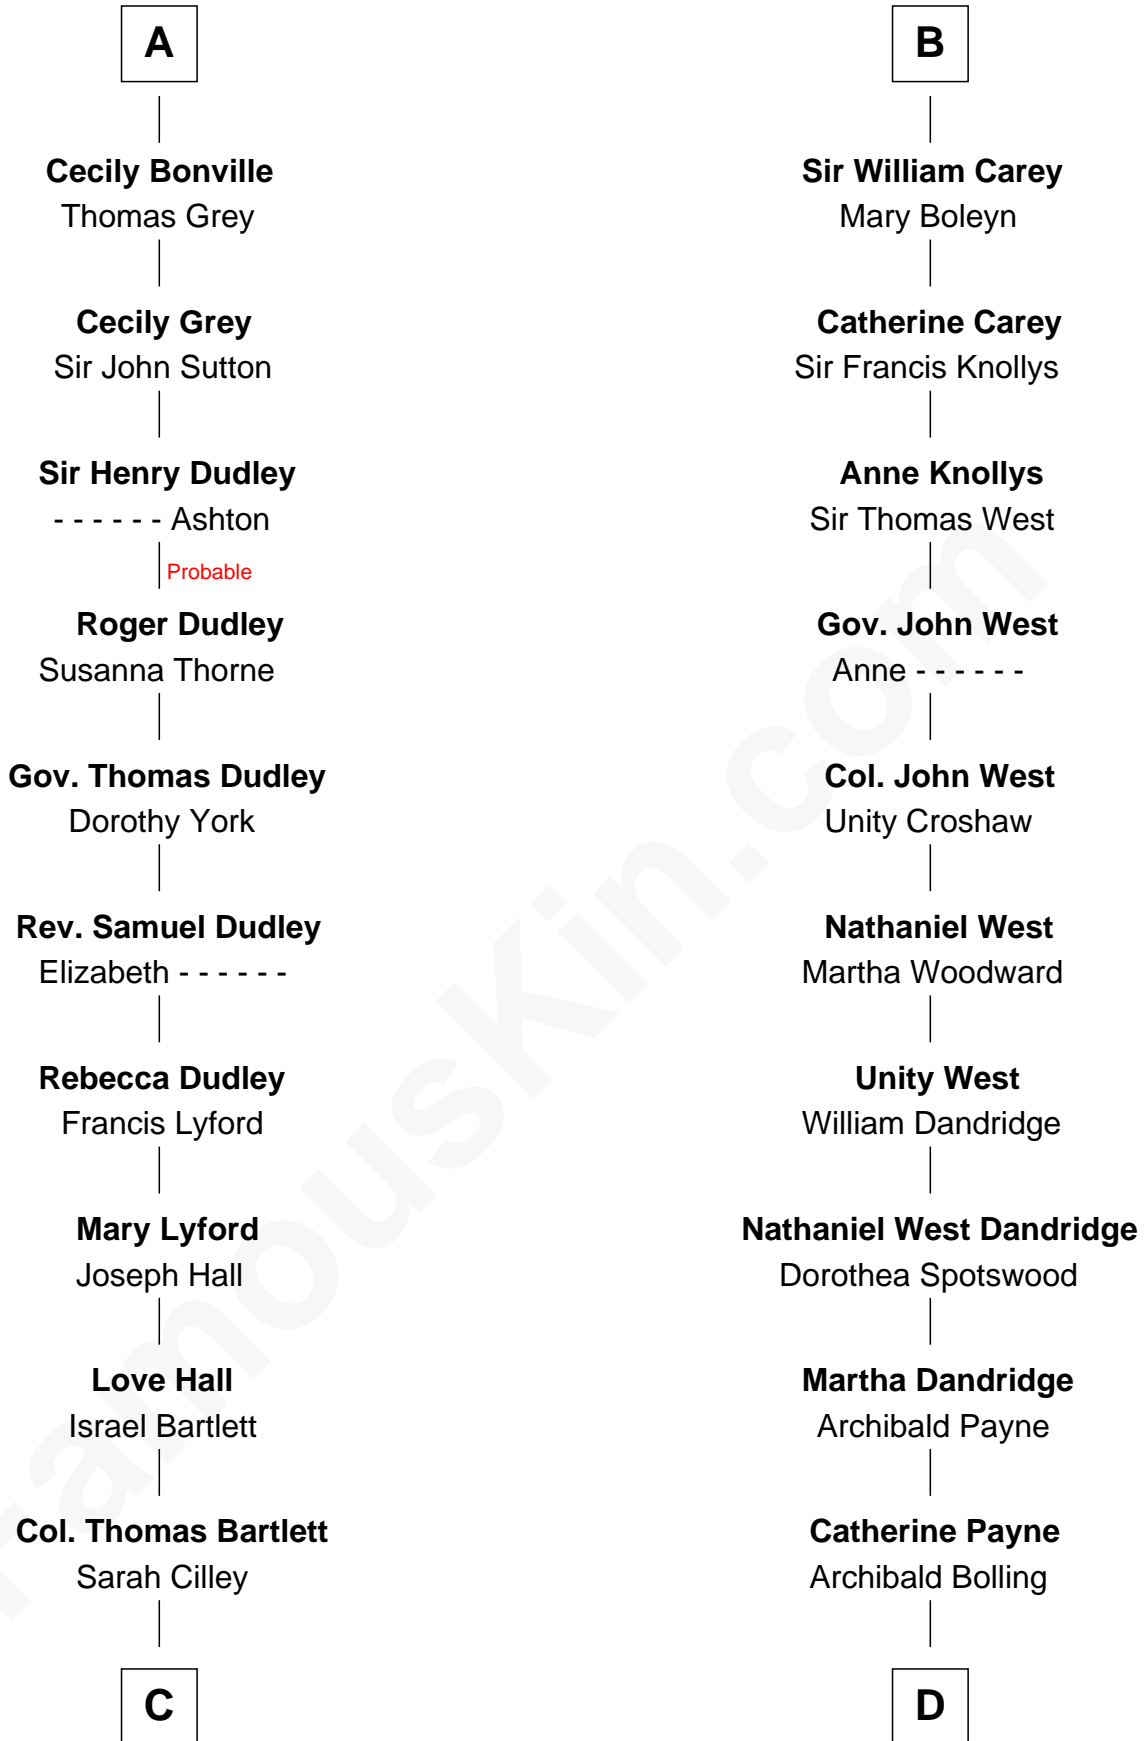 A
Cecily Bonville
Thomas Grey
Cecily Grey
Sir John Sutton
Sir Henry Dudley
- - - - - - Ashton
Probable
Roger Dudley
Susanna Thorne
Gov. Thomas Dudley
Dorothy York
Rev. Samuel Dudley
Elizabeth - - - - - -
Rebecca Dudley
Francis Lyford
Mary Lyford
Joseph Hall
Love Hall
Israel Bartlett
Col. Thomas Bartlett
Sarah Cilley
C
B
Sir William Carey
Mary Boleyn
Catherine Carey
Sir Francis Knollys
Anne Knollys
Sir Thomas West
Gov. John West
Anne - - - - - -
Col. John West
Unity Croshaw
Nathaniel West
Martha Woodward
Unity West
William Dandridge
Nathaniel West Dandridge
Dorothea Spotswood
Martha Dandridge
Archibald Payne
Catherine Payne
Archibald Bolling
D
FamousKin.com